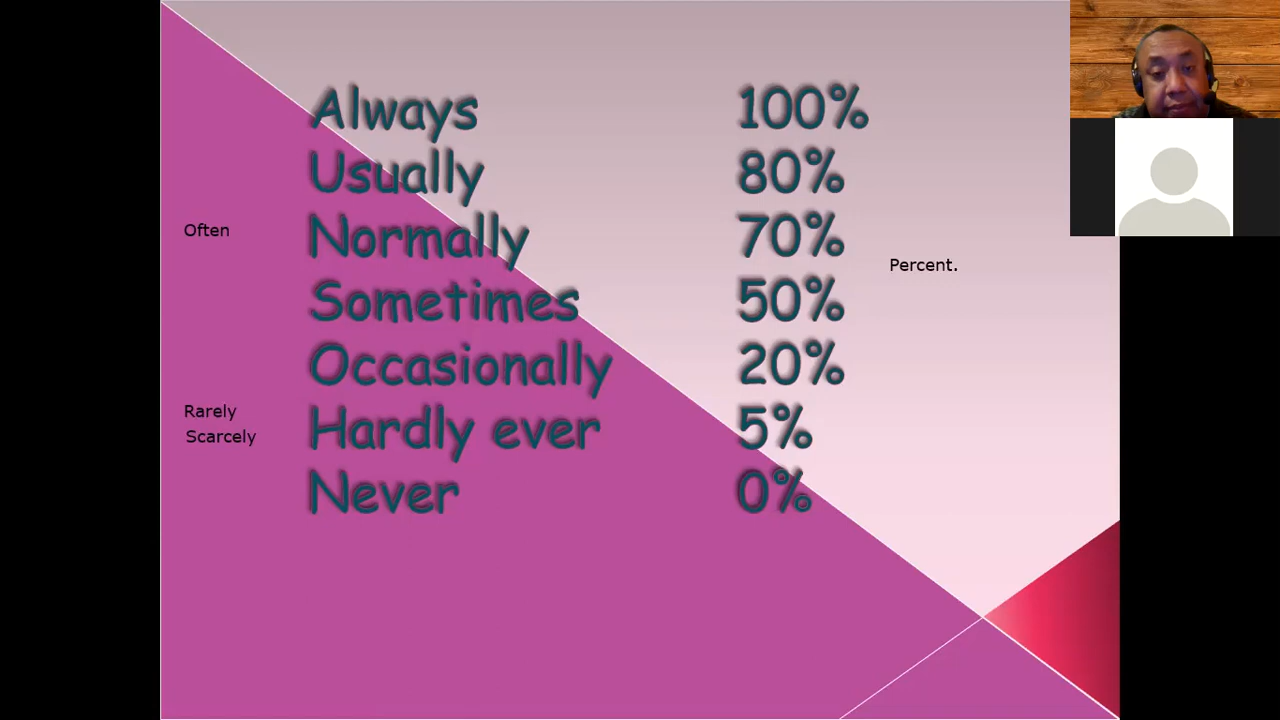 Always 100%
Usually 80%
Often
Normally 70%
Percent.
Sometimes 50%
Occasionally 20%
Rarely
Hardly ever 5%
Scarcely
Never 0%